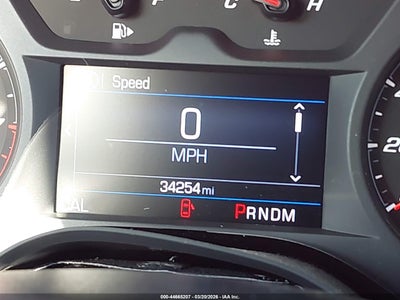 C H
Speed
0
MPH
34254 mi
PRNDM
000-44665207 - 03/20/2026 - IAA Inc.